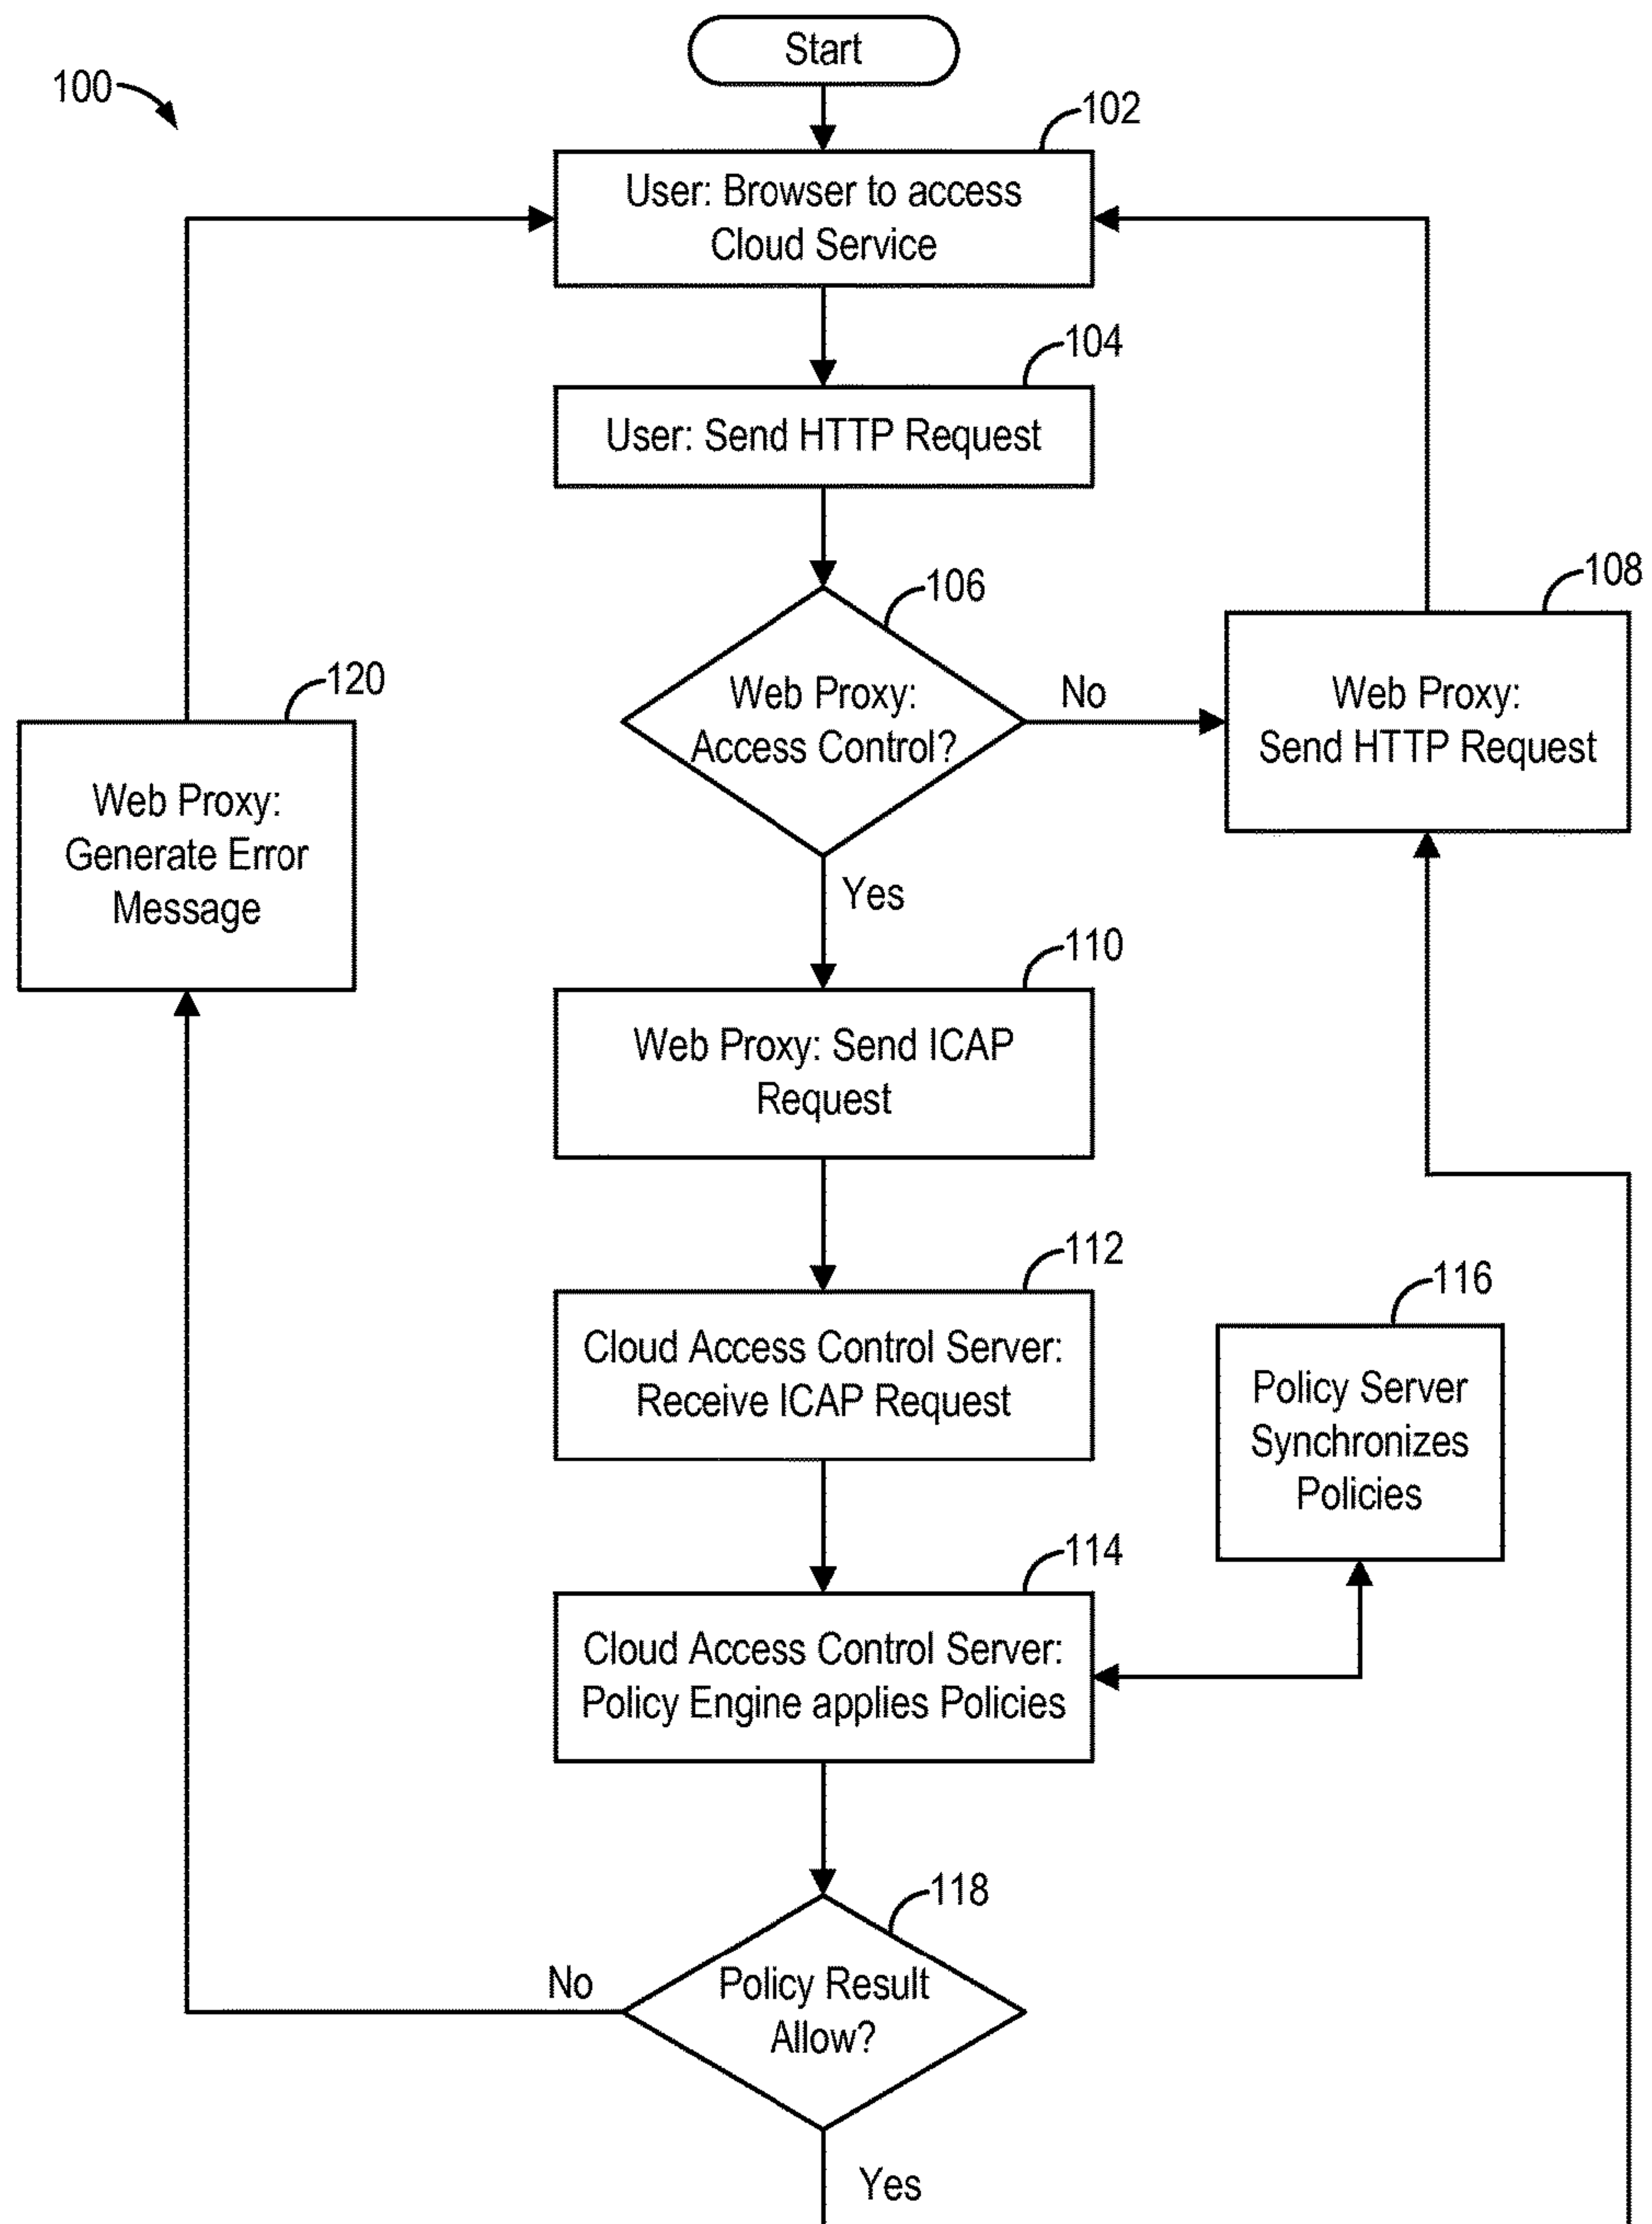 Start
100
102
User: Browser to access
Cloud Service
104
User: Send HTTP Request
106
108
Web Proxy:
Access Control?
No
Web Proxy:
Send HTTP Request
120
Web Proxy:
Generate Error
Message
Yes
110
Web Proxy: Send ICAP
Request
112
Cloud Access Control Server:
Receive ICAP Request
116
Policy Server
Synchronizes
Policies
114
Cloud Access Control Server:
Policy Engine applies Policies
118
No
Policy Result
Allow?
Yes